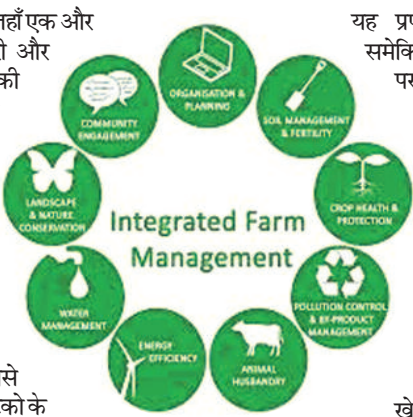 जहाँ एक और
री और
की
यह प्रण
समेकि
पर
ORGANISATION &
PLANNING
SOIL MANAGEMENT
& FERTILITY
CROP HEALTH &
PROTECTION
POLLUTION CONTROL
& BY-PRODUCT
MANAGEMENT
ANIMAL
HUSBANDRY
ENERGY
EFFICIENCY
WATER
MANAGEMENT
LANDSCAPE
& NATURE
CONSERVATION
COMMUNITY
ENGAGEMENT
Integrated Farm
Management
से
को के
खे